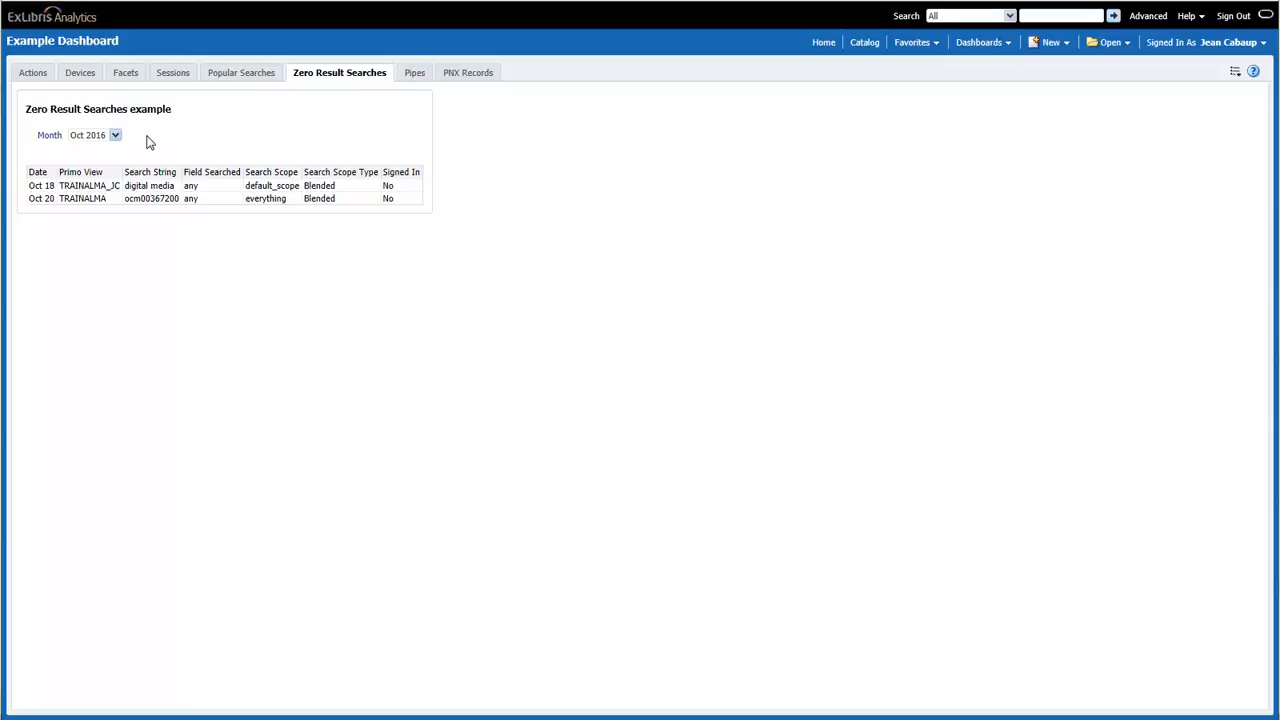 ExLibris Analytics Search All Advanced Help Sign Out
Example Dashboard Home Catalog Favorites Dashboards New Open Signed In As Jean Cabaup
Actions Devices Facets Sessions Popular Searches Zero Result Searches Pipes PNX Records
Zero Result Searches example
Month Oct 2016
Date Primo View Search String Field Searched Search Scope Search Scope Type Signed In
Oct 18 TRAINALMA_JC digital media any default_scope Blended No
Oct 20 TRAINALMA ocm00367200 any everything Blended No